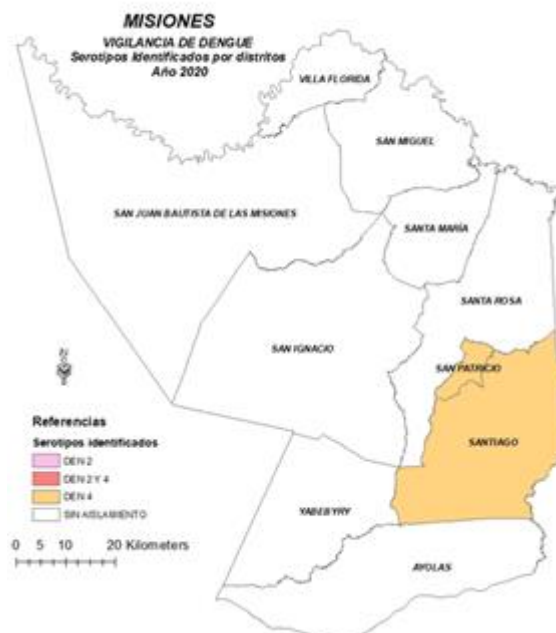 MISIONES
VIGILANCIA DE DENGUE
Serotipos Identificados por distritos
Año 2020
VILLA FLORIDA
SAN MIGUEL
SAN JUAN BAUTISTA DE LAS MISIONES
SANTA MARÍA
SANTA ROSA
SAN IGNACIO
SAN PATRICIO
SANTIAGO
YABEBYRY
AYOLAS
Referencias
Serotipos identificados
DEN 2
DEN 2 Y 4
DEN 4
SIN AISLAMIENTO
0 5 10 20 Kilometers